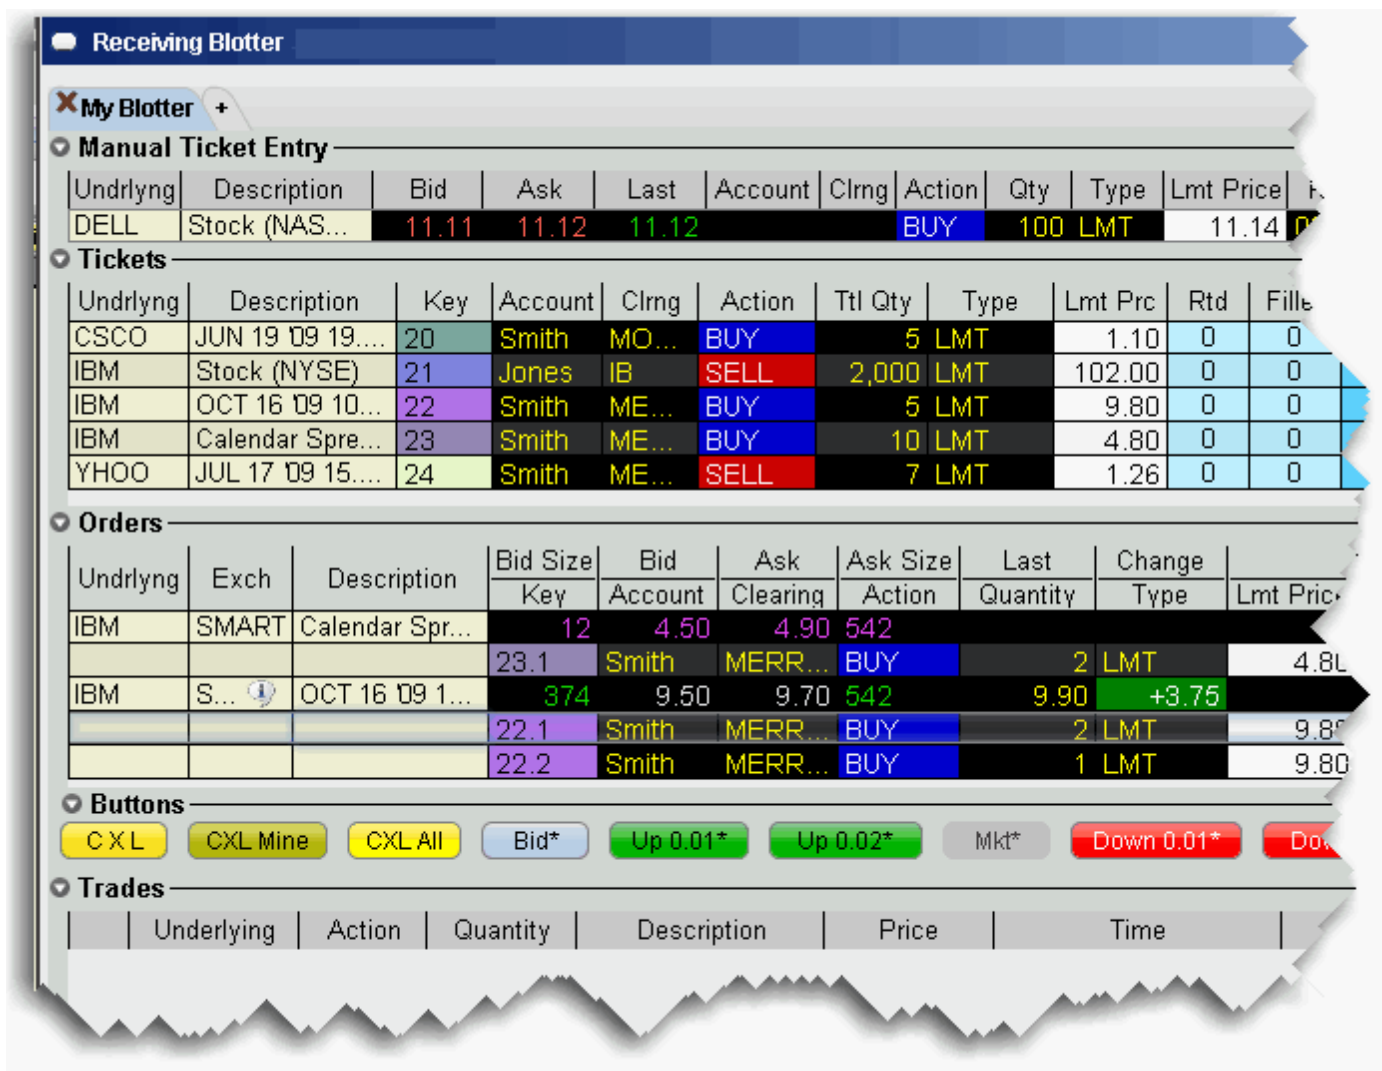 Receiving Blotter
My Blotter +
Manual Ticket Entry
Undrlyng Description Bid Ask Last Account Clrng Action Qty Type Lmt Price
DELL Stock (NAS... 11.11 11.12 11.12 BUY 100 LMT 11.14
Tickets
Undrlyng Description Key Account Clrng Action Ttl Qty Type Lmt Prc Rtd Fille
CSCO JUN 19 '09 19.... 20 Smith MO... BUY 5 LMT 1.10 0 0
IBM Stock (NYSE) 21 Jones IB SELL 2,000 LMT 102.00 0 0
IBM OCT 16 '09 10... 22 Smith ME... BUY 5 LMT 9.80 0 0
IBM Calendar Spre... 23 Smith ME... BUY 10 LMT 4.80 0 0
YHOO JUL 17 '09 15.... 24 Smith ME... SELL 7 LMT 1.26 0 0
Orders
Undrlyng Exch Description Bid Size Bid Ask Ask Size Last Change
Key Account Clearing Action Quantity Type Lmt Price
IBM SMART Calendar Spr... 12 4.50 4.90 542
23.1 Smith MERR... BUY 2 LMT 4.80
IBM S... OCT 16 '09 1... 374 9.50 9.70 542 9.90 +3.75
22.1 Smith MERR... BUY 2 LMT 9.8
22.2 Smith MERR... BUY 1 LMT 9.80
Buttons
C X L CXL Mine CXL All Bid* Up 0.01* Up 0.02* Mkt* Down 0.01* Do
Trades
Underlying Action Quantity Description Price Time